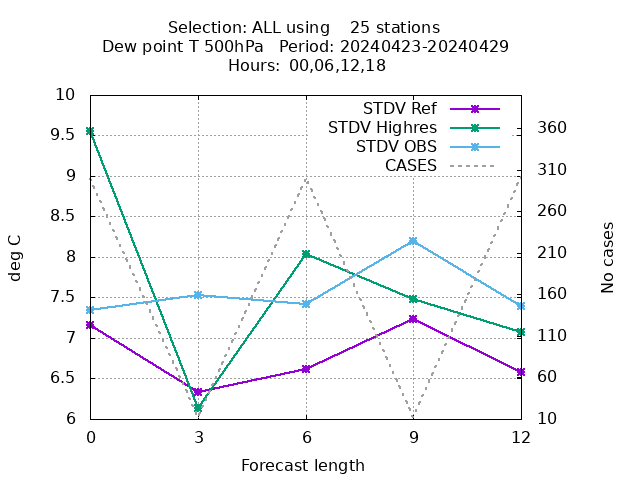 Selection: ALL using 25 stations
Dew point T 500hPa Period: 20240423-20240429
Hours: 00,06,12,18
STDV Ref
STDV Highres
STDV OBS
CASES
10
9.5
9
8.5
8
7.5
7
6.5
6
deg C
360
310
260
210
160
110
60
10
No cases
0 3 6 9 12
Forecast length